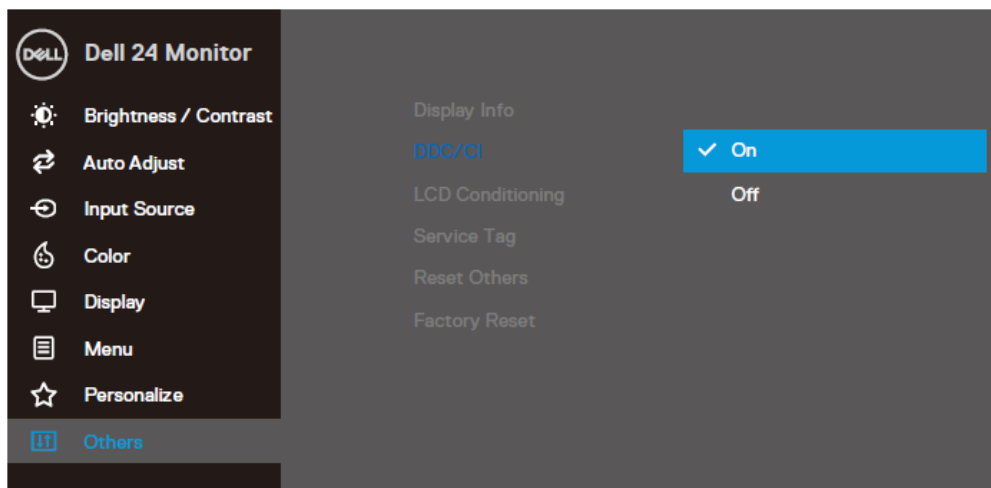 DELL
Dell 24 Monitor
Brightness / Contrast
Auto Adjust
Input Source
Color
Display
Menu
Personalize
Others
Display Info
DDC/CI
LCD Conditioning
Service Tag
Reset Others
Factory Reset
On
Off